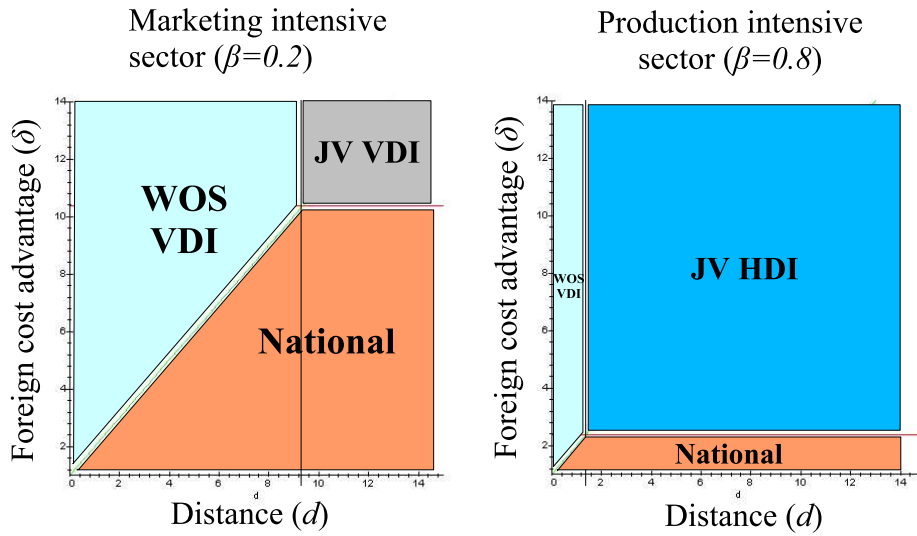 Marketing intensive
sector (β=0.2)
Foreign cost advantage (δ)
14
12
10
8
6
4
2
WOS
VDI
JV VDI
National
0 2 4 6 8 10 12 14
d
Distance (d)
Production intensive
sector (β=0.8)
Foreign cost advantage (δ)
14
12
10
8
6
4
2
WOS
VDI
JV HDI
National
0 2 4 6 8 10 12 14
d
Distance (d)